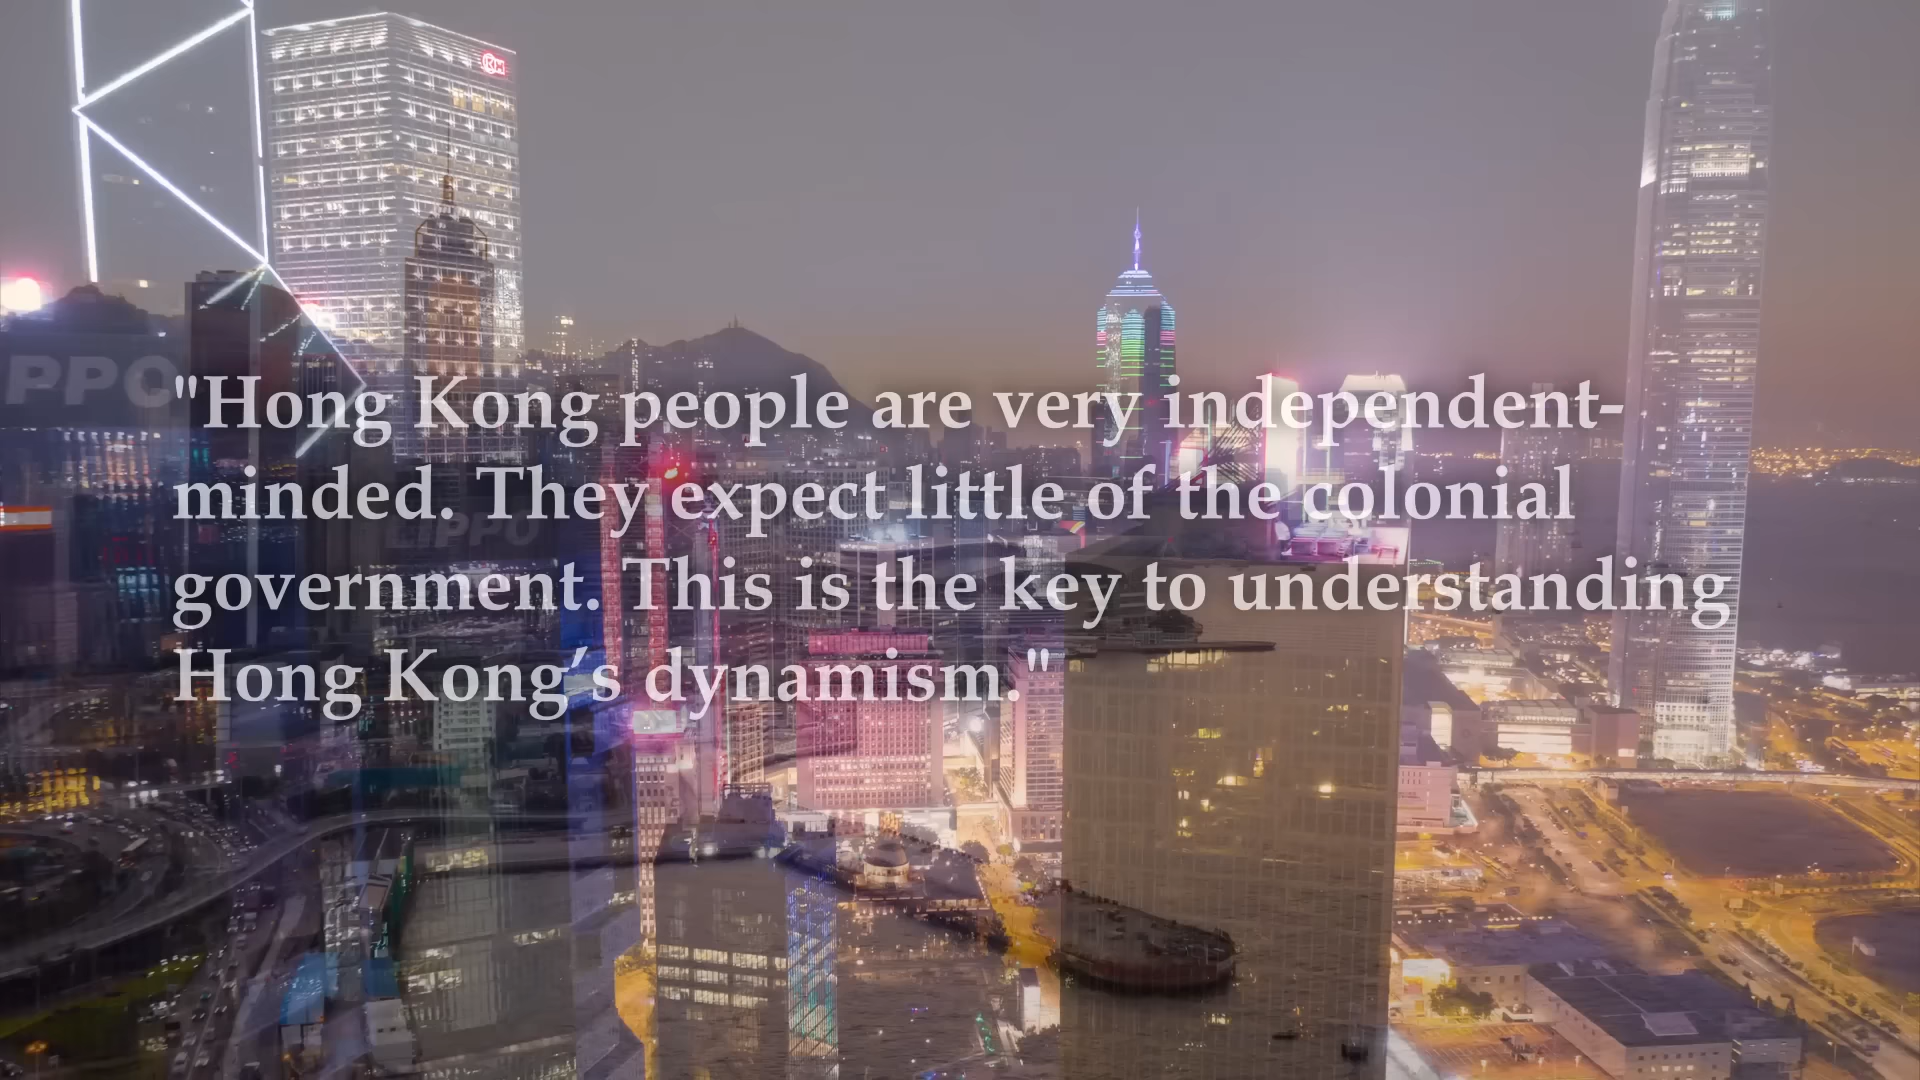 "Hong Kong people are very independent-
minded. They expect little of the colonial
government. This is the key to understanding
Hong Kong’s dynamism."
LIPPO